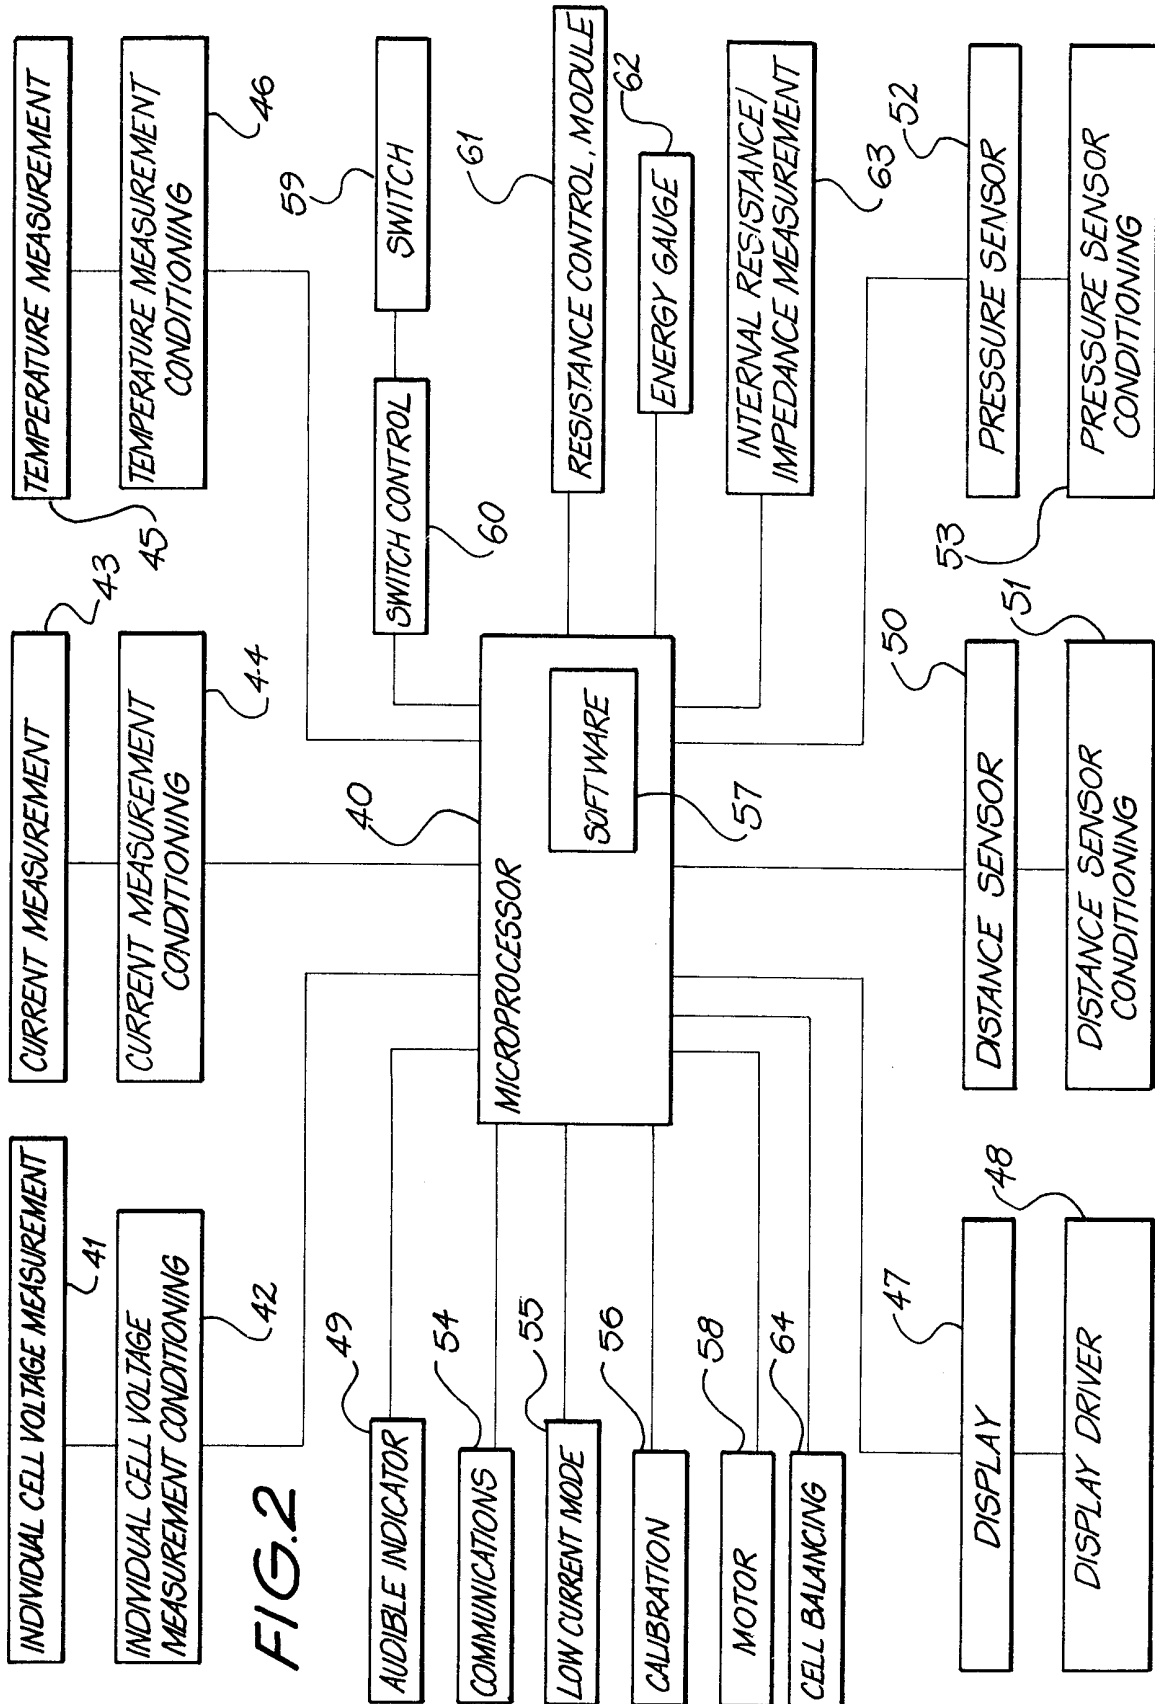 INDIVIDUAL CELL VOLTAGE MEASUREMENT
41
INDIVIDUAL CELL VOLTAGE
MEASUREMENT CONDITIONING
42
CURRENT MEASUREMENT
43
CURRENT MEASUREMENT
CONDITIONING
44
TEMPERATURE MEASUREMENT
45
TEMPERATURE MEASUREMENT
CONDITIONING
46
FIG.2
AUDIBLE INDICATOR
49
COMMUNICATIONS
54
LOW CURRENT MODE
55
CALIBRATION
56
MOTOR
58
CELL BALANCING
64
MICROPROCESSOR
40
SOFTWARE
57
SWITCH CONTROL
60
SWITCH
59
RESISTANCE CONTROL, MODULE
61
ENERGY GAUGE
62
INTERNAL RESISTANCE/
IMPEDANCE MEASUREMENT
63
DISPLAY
47
DISPLAY DRIVER
48
DISTANCE SENSOR
50
DISTANCE SENSOR
CONDITIONING
51
PRESSURE SENSOR
52
PRESSURE SENSOR
CONDITIONING
53